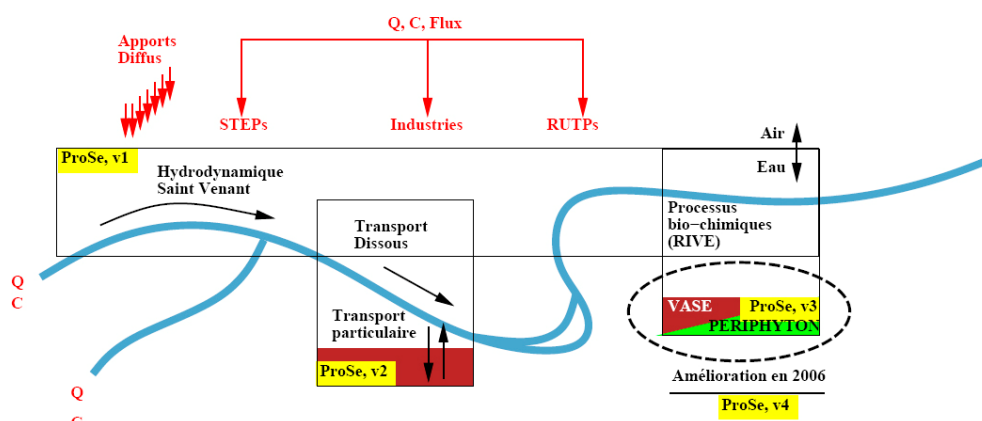 Q, C, Flux
Apports
Diffus
STEPs
Industries
RUTPs
Air
Eau
ProSe, v1
Hydrodynamique
Saint Venant
Transport
Dissous
Processus
bio-chimiques
(RIVE)
Q
C
Transport
particulaire
VASE
ProSe, v3
PERIPHYTON
ProSe, v2
Amélioration en 2006
Q
ProSe, v4